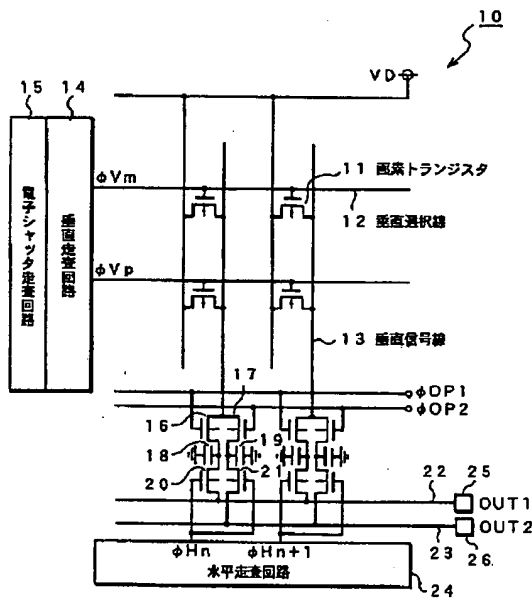 10
15 14
VD
φVm
11 画素トランジスタ
12 垂直選択線
電子シャッタ走査回路
垂直走査回路
φVp
13 垂直信号線
φOP1
φOP2
16 17
18 19
20 21
22 25
OUT1
OUT2
23 26
φHn φHn+1
水平走査回路
24